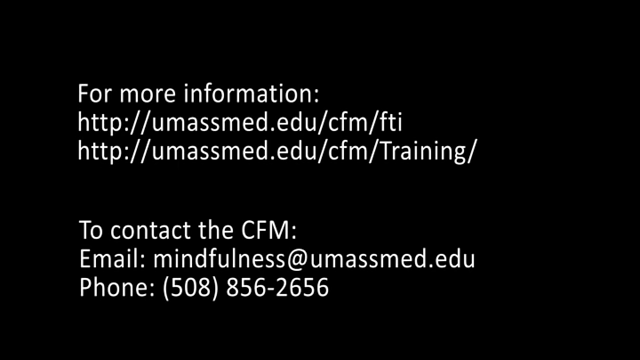 For more information:
http://umassmed.edu/cfm/fti
http://umassmed.edu/cfm/Training/
To contact the CFM:
Email: mindfulness@umassmed.edu
Phone: (508) 856-2656